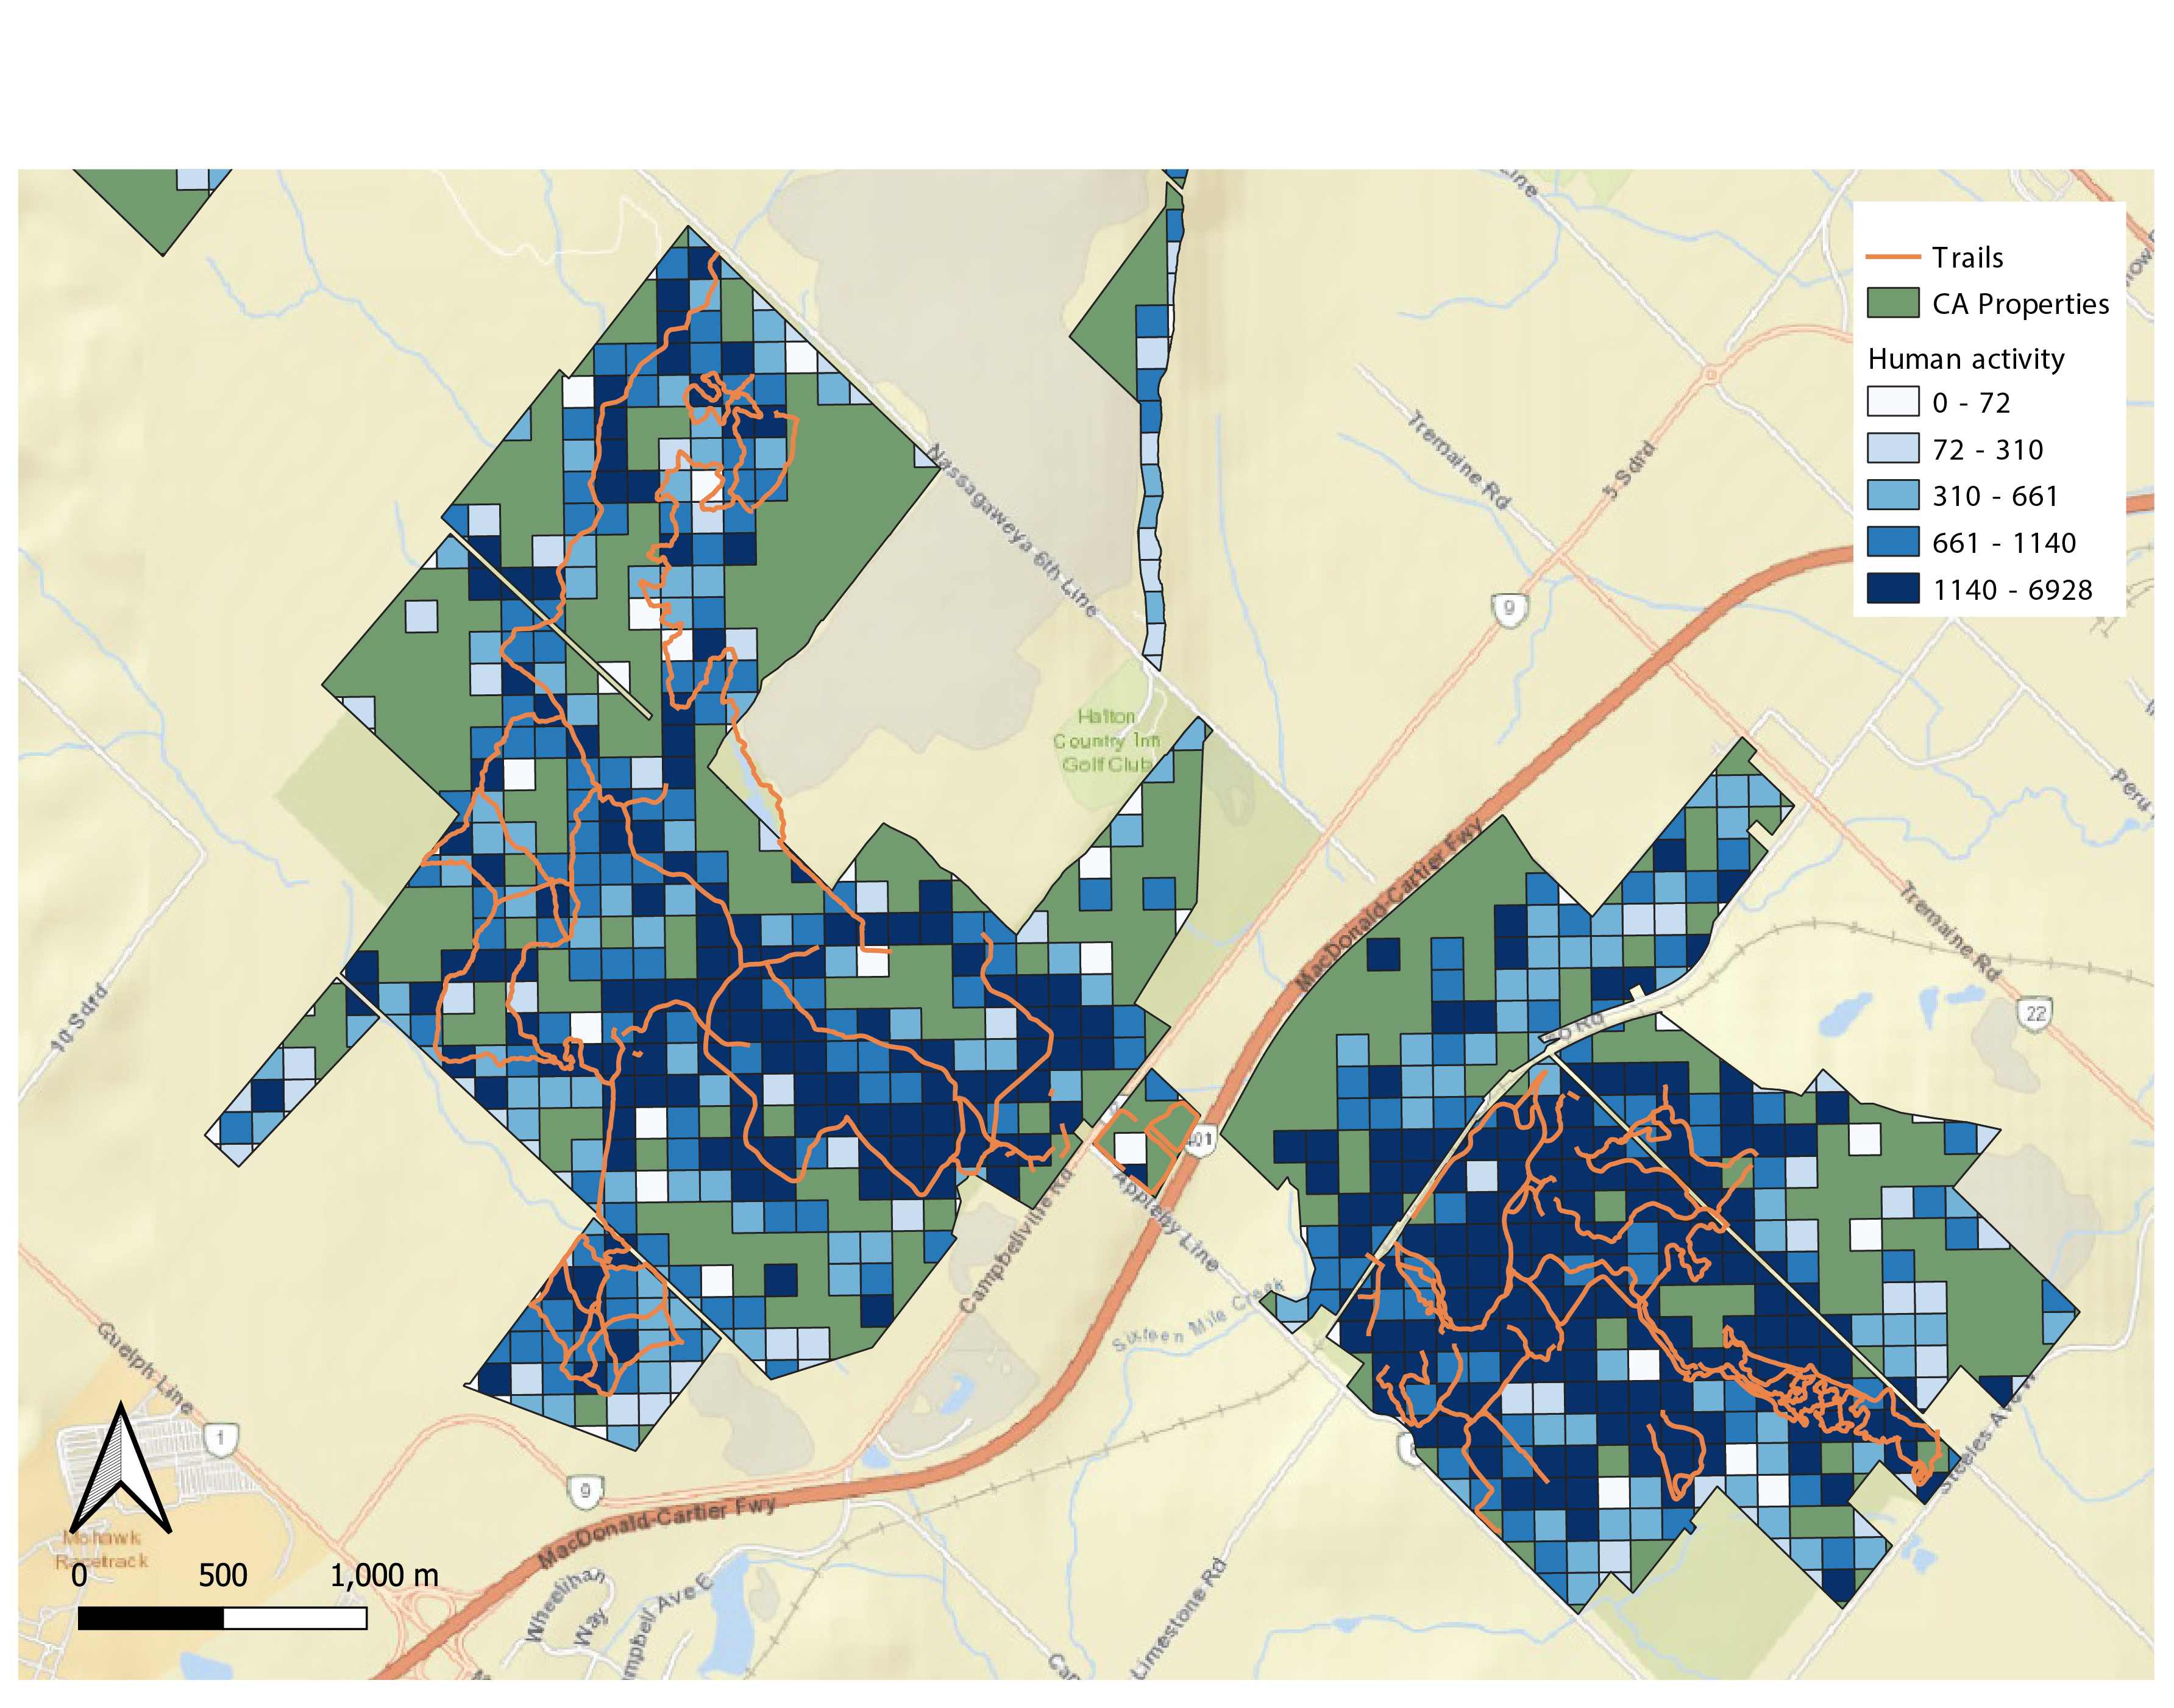 Line
Trails
CA Properties
Human activity
0 - 72
72 - 310
310 - 661
661 - 1140
1140 - 6928
Nassagaweya 6th Line
Tremaine Rd
5 Sdrd
9
Halton
Country Inn
Golf Club
Peru
MacDonald-Cartier Fwy
Tremaine Rd
22
10 Sdrd
401
Appleby Line
Campbellville Rd
Sixteen Mile Creek
Guelph Line
1
9
Steeles Ave W
MacDonald-Cartier Fwy
Mohawk
Racetrack
0 500 1,000 m
Wheelihan
Way
mpbell Ave E
Limestone Rd